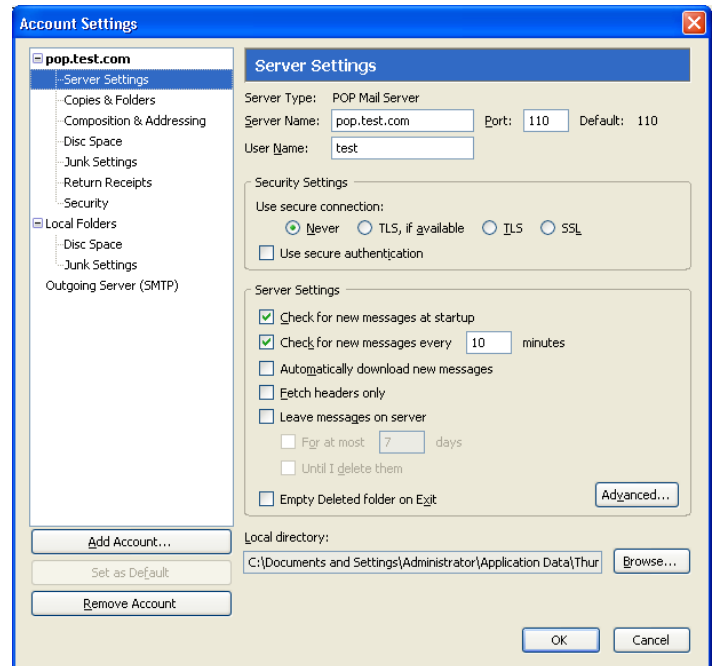 Account Settings
pop.test.com
Server Settings
Copies & Folders
Composition & Addressing
Disc Space
Junk Settings
Return Receipts
Security
Local Folders
Disc Space
Junk Settings
Outgoing Server (SMTP)
Add Account...
Set as Default
Remove Account
Server Settings
Server Type: POP Mail Server
Server Name: pop.test.com Port: 110 Default: 110
User Name: test
Security Settings
Use secure connection:
Never TLS, if available TLS SSL
Use secure authentication
Server Settings
Check for new messages at startup
Check for new messages every 10 minutes
Automatically download new messages
Fetch headers only
Leave messages on server
For at most 7 days
Until I delete them
Empty Deleted folder on Exit Advanced...
Local directory:
C:\Documents and Settings\Administrator\Application Data\Thur Browse...
OK Cancel